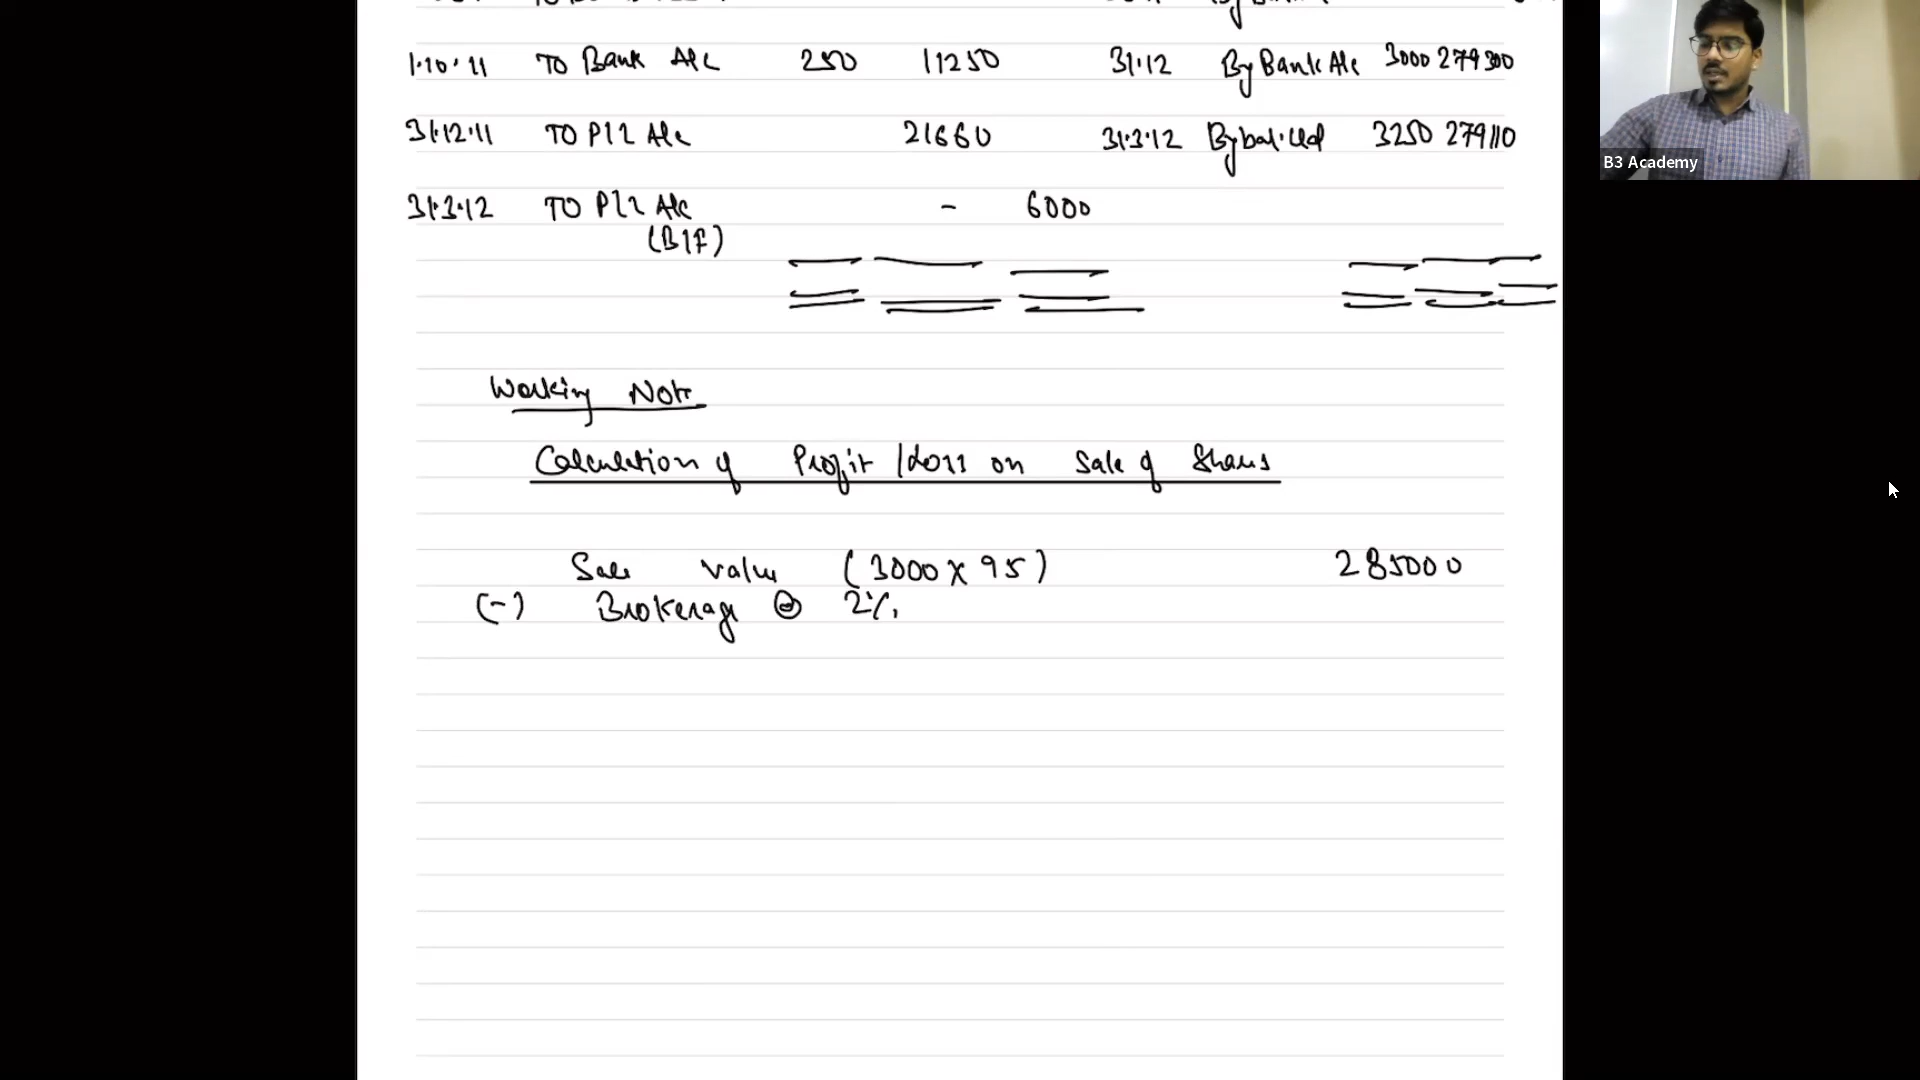 1.10.11 TO Bank A/c 250 11250 31.12 By Bank A/c 3000 279300
31.12.11 TO P/L A/c 21660 31.3.12 By bal. c/d 3250 279110
31.3.12 TO P/L A/c - 6000
(B/F)
Working Note
Calculation of Profit / Loss on Sale of Shares
Sale value (3000 X 95) 285000
(-) Brokerage @ 2%
B3 Academy